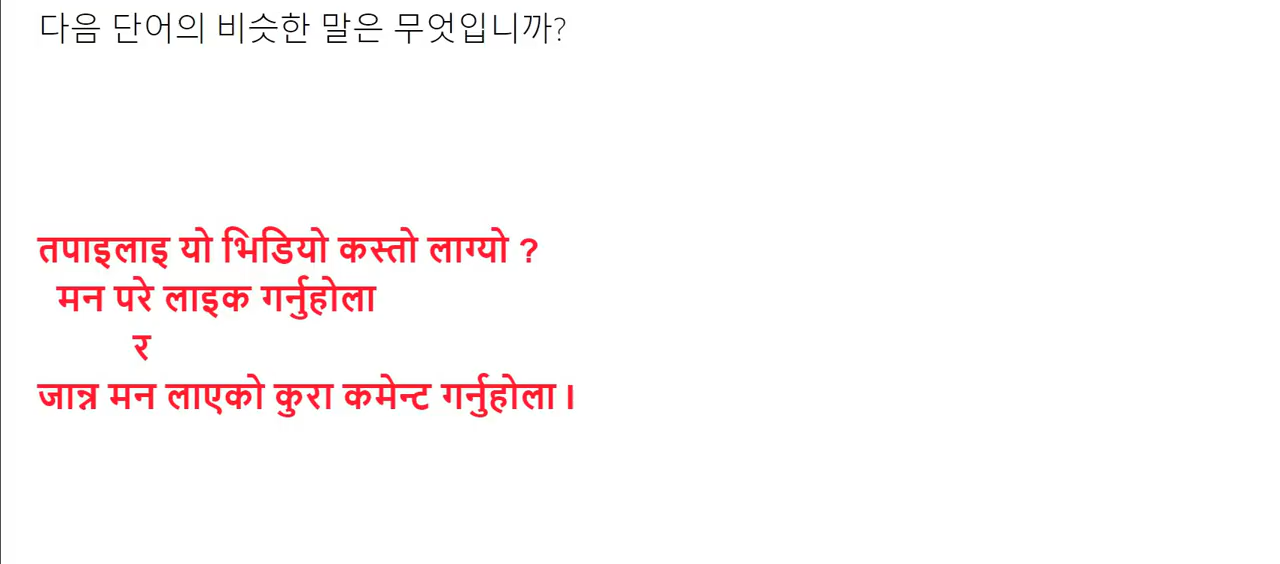 다음 단어의 비슷한 말은 무엇입니까?
तपाइलाइ यो भिडियो कस्तो लाग्यो ?
मन परे लाइक गर्नुहोला
र
जान्न मन लाएको कुरा कमेन्ट गर्नुहोला ।